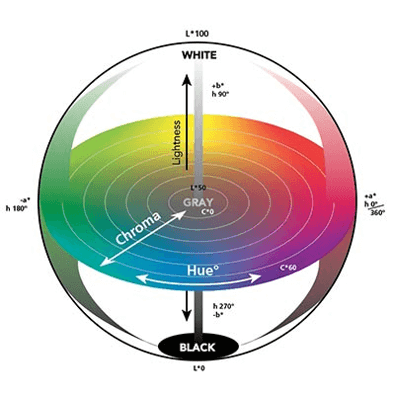 L*100
WHITE
+b*
h 90°
Lightness
L*50
GRAY
C*0
-a*
h 180°
+a*
h 0°
360°
Chroma
Hue°
C*60
h 270°
-b*
BLACK
L*0